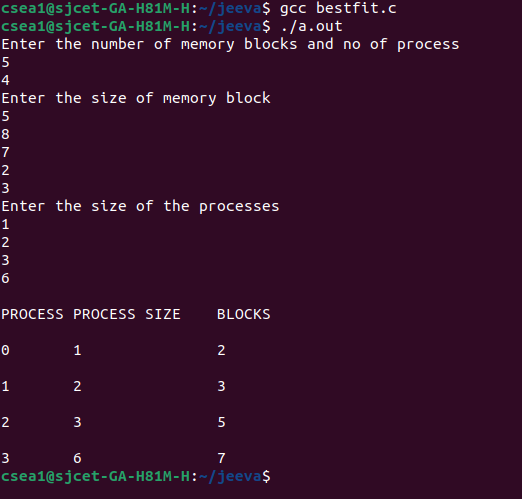 csea1@sjcet-GA-H81M-H:~/jeeva$ gcc bestfit.c
csea1@sjcet-GA-H81M-H:~/jeeva$ ./a.out
Enter the number of memory blocks and no of process
5
4
Enter the size of memory block
5
8
7
2
3
Enter the size of the processes
1
2
3
6
PROCESS PROCESS SIZE    BLOCKS
0       1               2
1       2               3
2       3               5
3       6               7
csea1@sjcet-GA-H81M-H:~/jeeva$